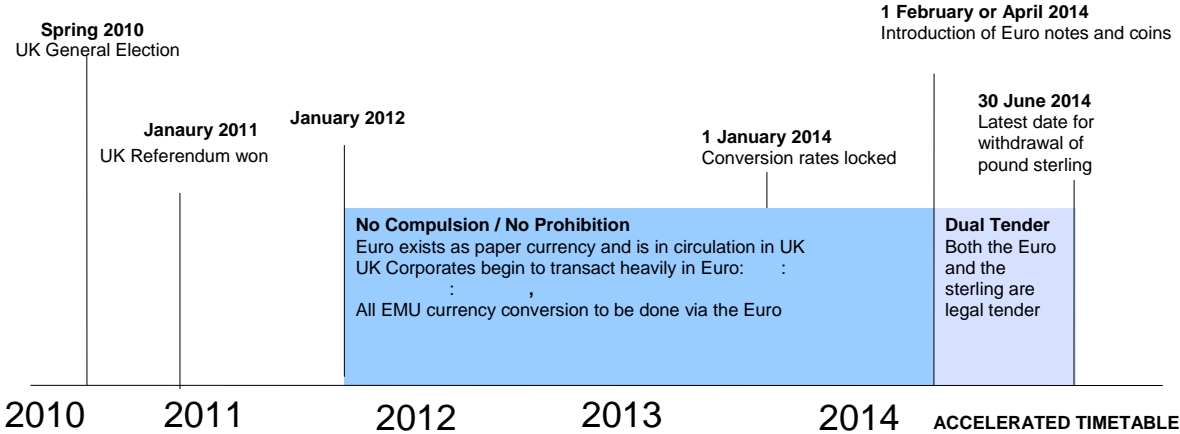 Spring 2010
UK General Election
Janaury 2011
UK Referendum won
January 2012
1 January 2014
Conversion rates locked
1 February or April 2014
Introduction of Euro notes and coins
30 June 2014
Latest date for
withdrawal of
pound sterling
No Compulsion / No Prohibition
Euro exists as paper currency and is in circulation in UK
UK Corporates begin to transact heavily in Euro: :
: ,
All EMU currency conversion to be done via the Euro
Dual Tender
Both the Euro
and the
sterling are
legal tender
2010 2011 2012 2013 2014 ACCELERATED TIMETABLE